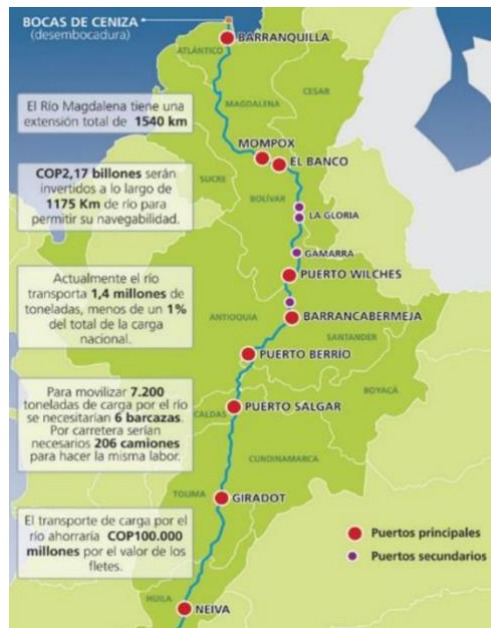 BOCAS DE CENIZA
(desembocadura)
BARRANQUILLA
ATLÁNTICO
CESAR
MAGDALENA
El Río Magdalena tiene una
extensión total de 1540 km
MOMPOX
EL BANCO
COP2,17 billones serán
invertidos a lo largo de
1175 Km de río para
permitir su navegabilidad.
SUCRE
BOLÍVAR
LA GLORIA
GAMARRA
PUERTO WILCHES
Actualmente el río
transporta 1,4 millones de
toneladas, menos de un 1%
del total de la carga
nacional.
ANTIOQUIA
BARRANCABERMEJA
SANTANDER
PUERTO BERRÍO
BOYACÁ
Para movilizar 7.200
toneladas de carga por el río
se necesitarían 6 barcazas.
Por carretera serían
necesarios 206 camiones
para hacer la misma labor.
CALDAS
PUERTO SALGAR
CUNDINAMARCA
TOLIMA
GIRADOT
El transporte de carga por el
río ahorraría COP100.000
millones por el valor de los
fletes.
Puertos principales
Puertos secundarios
HUILA
NEIVA